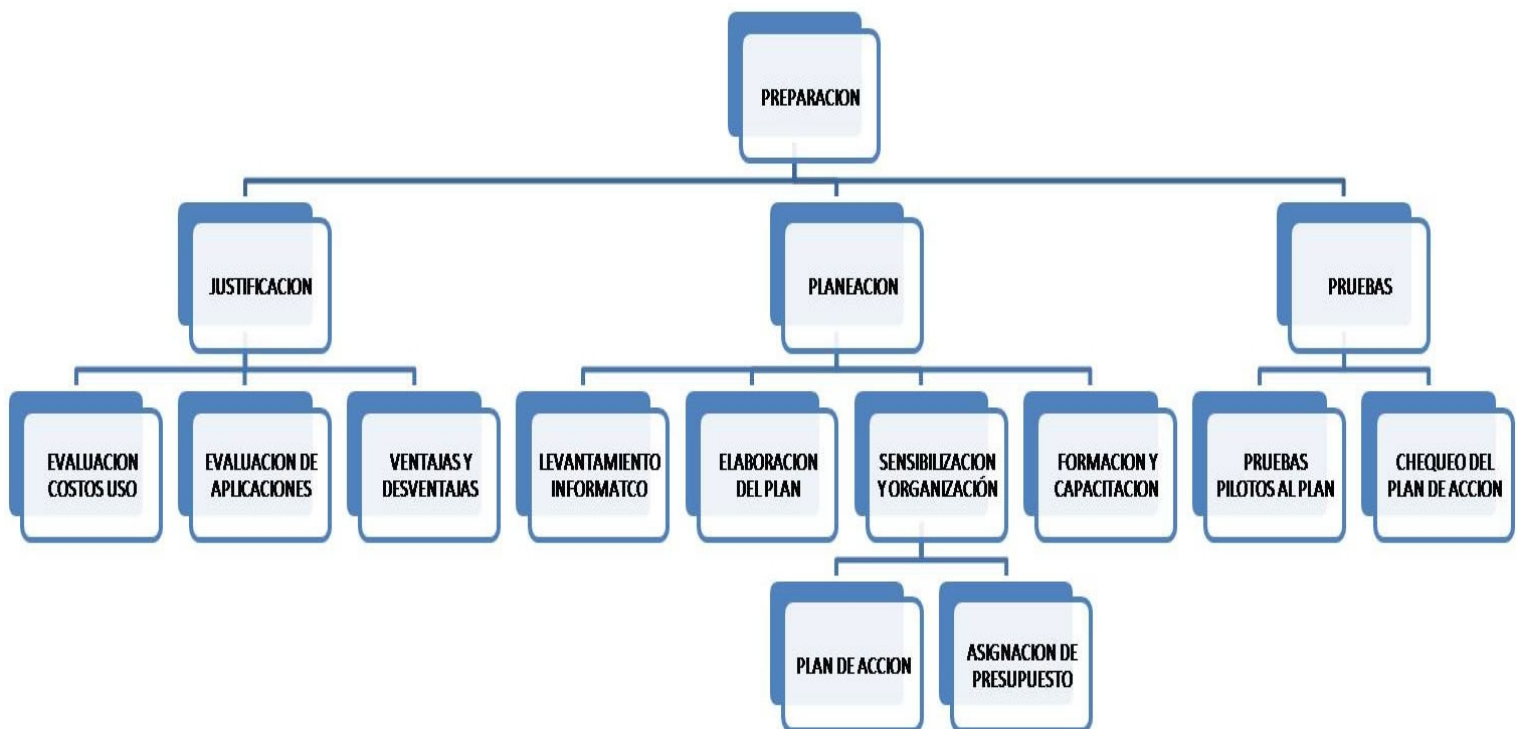 PREPARACION
JUSTIFICACION
PLANEACION
PRUEBAS
EVALUACION
COSTOS USO
EVALUACION DE
APLICACIONES
VENTAJAS Y
DESVENTAJAS
LEVANTAMIENTO
INFORMATCO
ELABORACION
DEL PLAN
SENSIBILIZACION
Y ORGANIZACIÓN
FORMACION Y
CAPACITACION
PRUEBAS
PILOTOS AL PLAN
CHEQUEO DEL
PLAN DE ACCION
PLAN DE ACCION
ASIGNACION DE
PRESUPUESTO